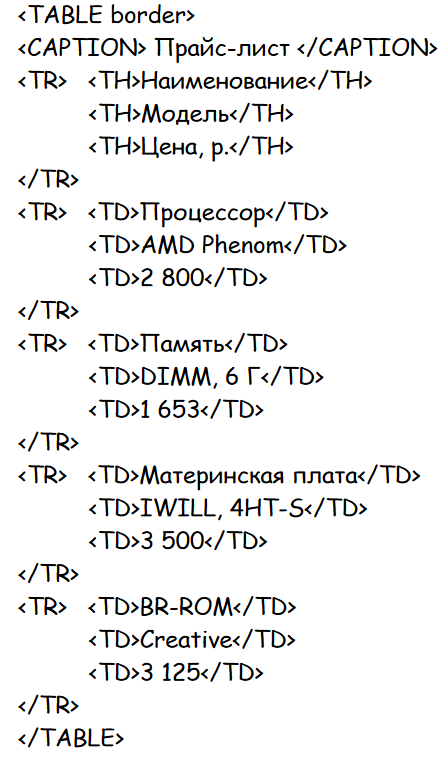 <TABLE border>
<CAPTION> Прайс-лист </CAPTION>
<TR> <TH>Наименование</TH>
<TH>Модель</TH>
<TH>Цена, р.</TH>
</TR>
<TR> <TD>Процессор</TD>
<TD>AMD Phenom</TD>
<TD>2 800</TD>
</TR>
<TR> <TD>Память</TD>
<TD>DIMM, 6 Г</TD>
<TD>1 653</TD>
</TR>
<TR> <TD>Материнская плата</TD>
<TD>IWILL, 4HT-S</TD>
<TD>3 500</TD>
</TR>
<TR> <TD>BR-ROM</TD>
<TD>Creative</TD>
<TD>3 125</TD>
</TR>
</TABLE>